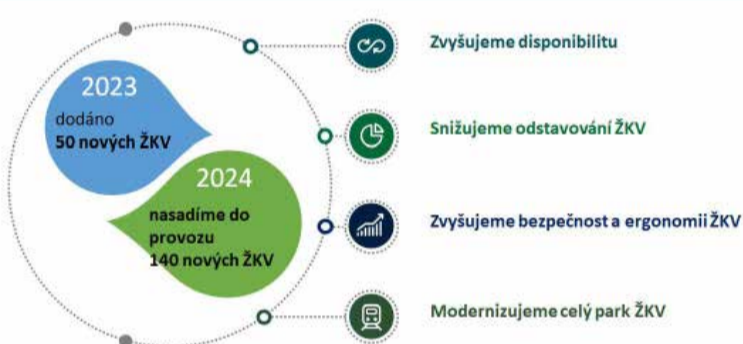 2023
dodáno
50 nových ŽKV
2024
nasadíme do
provozu
140 nových ŽKV
Zvyšujeme disponibilitu
Snižujeme odstavování ŽKV
Zvyšujeme bezpečnost a ergonomii ŽKV
Modernizujeme celý park ŽKV